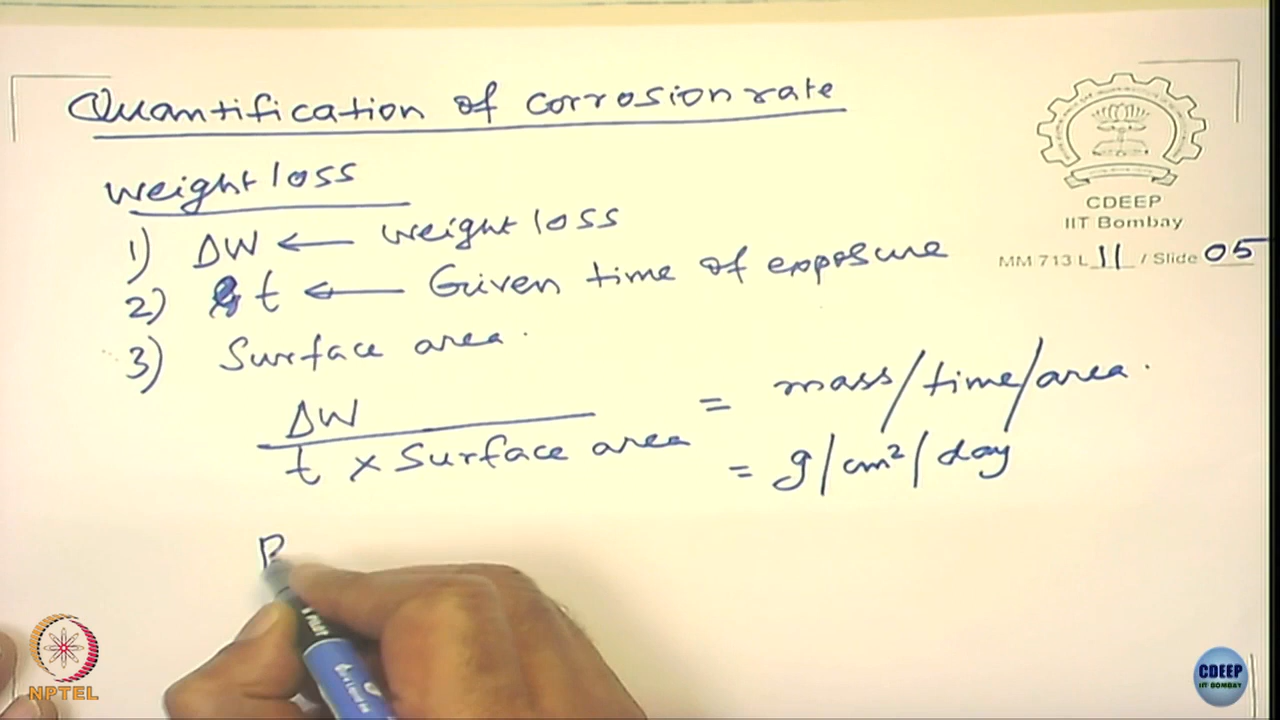 Quantification of corrosion rate
Weight loss
1) ΔW ← weight loss
2) t ← Given time of exposure
3) Surface area.
ΔW / t × Surface area = mass/time/area.
= g/cm²/day
CDEEP
IIT Bombay
MM 713 L 11 / Slide 05
NPTEL
CDEEP
IIT BOMBAY
PILOT